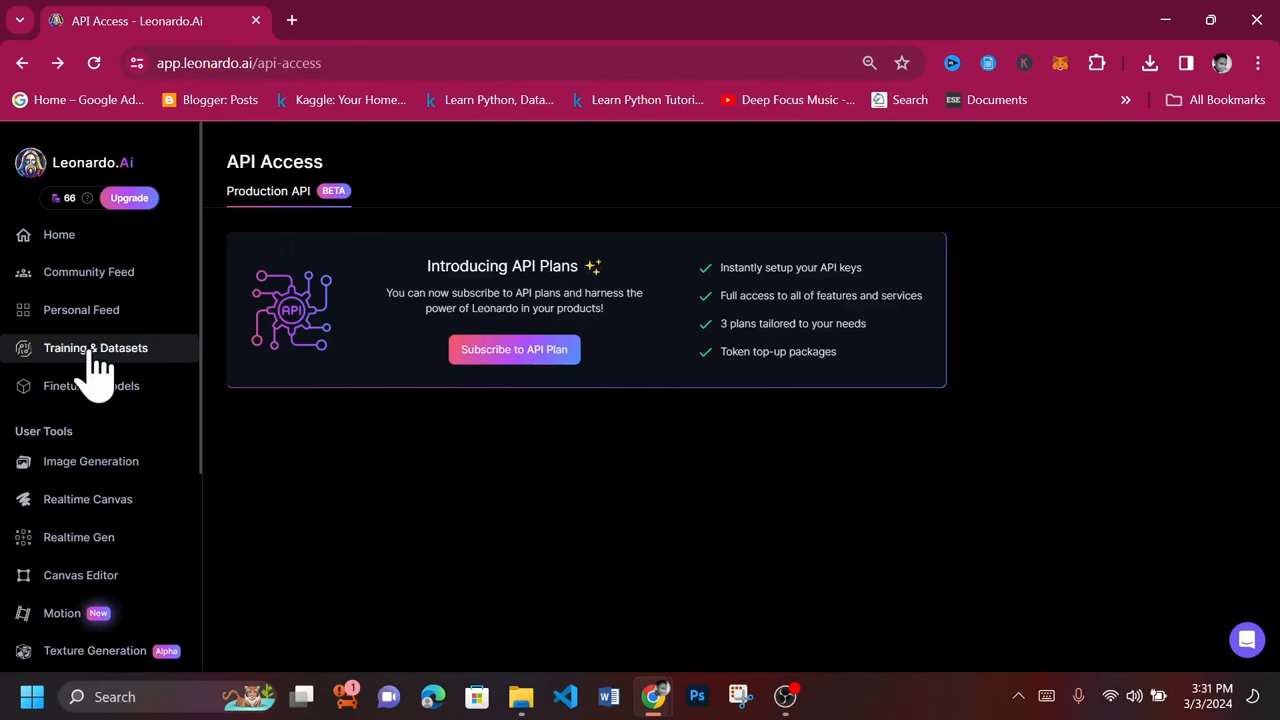 API Access - Leonardo.Ai
app.leonardo.ai/api-access
Home – Google Ad...
Blogger: Posts
Kaggle: Your Home...
Learn Python, Data...
Learn Python Tutori...
Deep Focus Music -...
Search
ESE Documents
All Bookmarks
Leonardo.Ai
66 Upgrade
Home
Community Feed
Personal Feed
Training & Datasets
User Tools
Image Generation
Realtime Canvas
Realtime Gen
Canvas Editor
Motion New
Texture Generation Alpha
API Access
Production API BETA
API
Introducing API Plans
You can now subscribe to API plans and harness the
power of Leonardo in your products!
Subscribe to API Plan
Instantly setup your API keys
Full access to all of features and services
3 plans tailored to your needs
Token top-up packages
Search
1
Ps
3:31 PM
3/3/2024